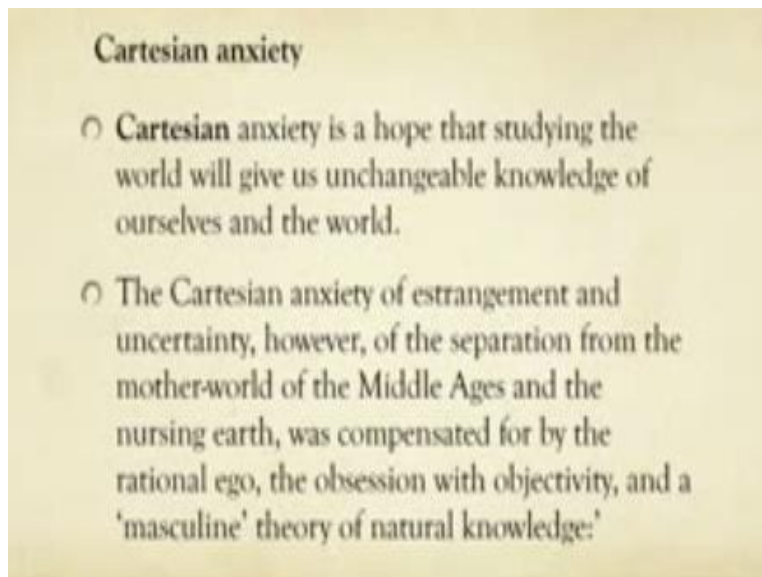 Cartesian anxiety
Cartesian anxiety is a hope that studying the
world will give us unchangeable knowledge of
ourselves and the world.
The Cartesian anxiety of estrangement and
uncertainty, however, of the separation from the
mother-world of the Middle Ages and the
nursing earth, was compensated for by the
rational ego, the obsession with objectivity, and a
'masculine' theory of natural knowledge:'